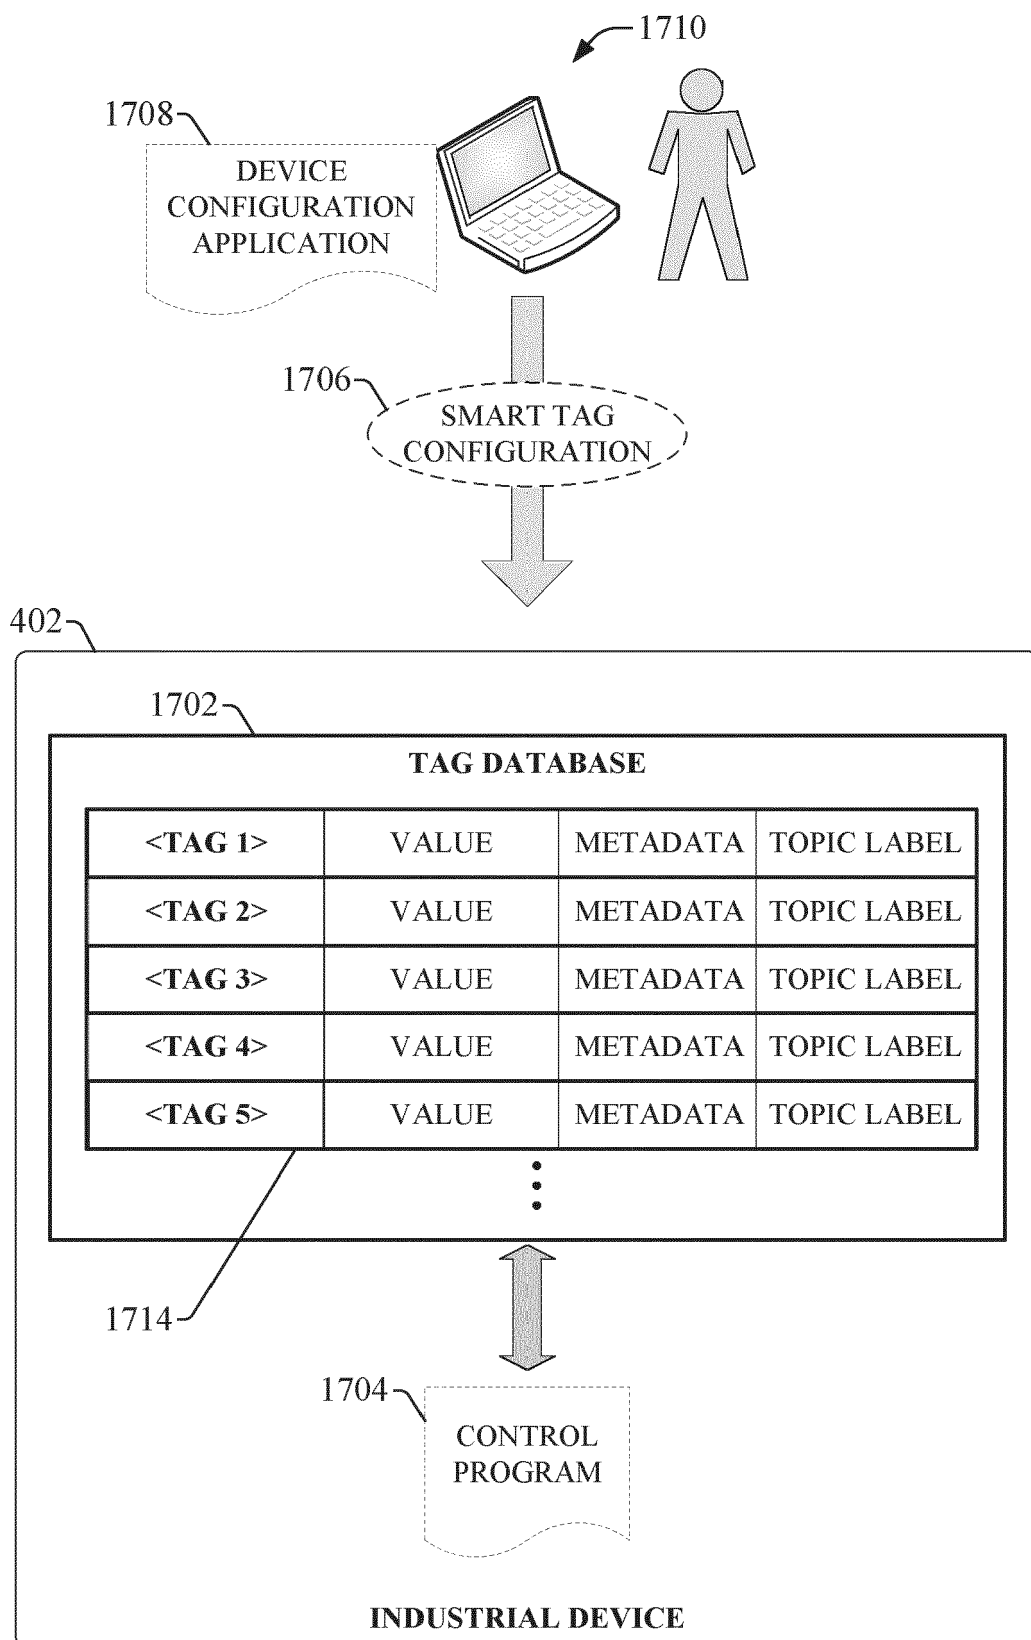 1710
1708
DEVICE
CONFIGURATION
APPLICATION
1706
SMART TAG
CONFIGURATION
402
1702
TAG DATABASE
<TAG 1> VALUE METADATA TOPIC LABEL
<TAG 2> VALUE METADATA TOPIC LABEL
<TAG 3> VALUE METADATA TOPIC LABEL
<TAG 4> VALUE METADATA TOPIC LABEL
<TAG 5> VALUE METADATA TOPIC LABEL
1714
1704
CONTROL
PROGRAM
INDUSTRIAL DEVICE